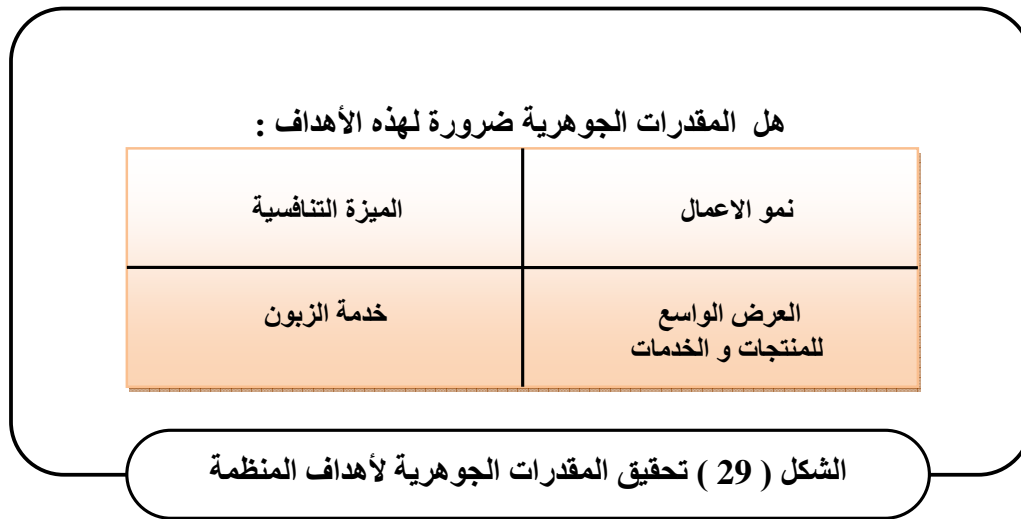 هل المقدرات الجوهرية ضرورة لهذه الأهداف :
نمو الاعمال
الميزة التنافسية
العرض الواسع
للمنتجات و الخدمات
خدمة الزبون
الشكل ( 29 ) تحقيق المقدرات الجوهرية لأهداف المنظمة